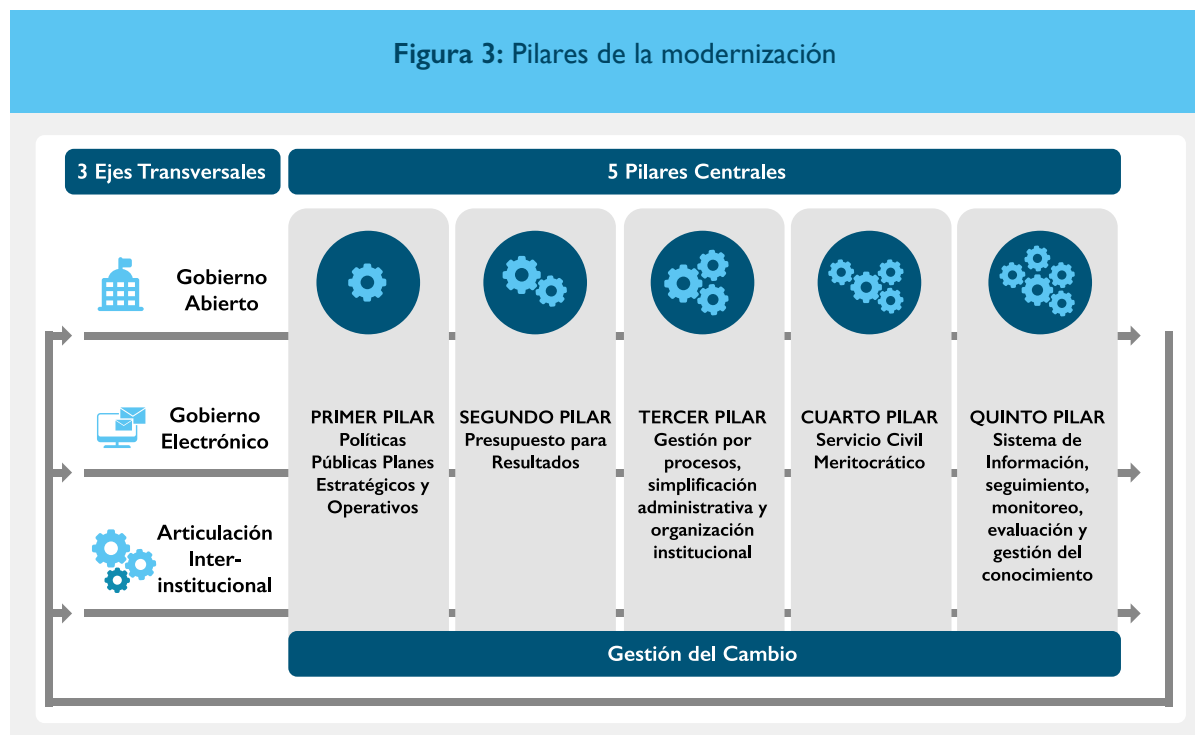 Figura 3: Pilares de la modernización
3 Ejes Transversales
5 Pilares Centrales
Gobierno
Abierto
Gobierno
Electrónico
Articulación
Inter-
institucional
PRIMER PILAR
Políticas
Públicas Planes
Estratégicos y
Operativos
SEGUNDO PILAR
Presupuesto para
Resultados
TERCER PILAR
Gestión por
procesos,
simplificación
administrativa y
organización
institucional
CUARTO PILAR
Servicio Civil
Meritocrático
QUINTO PILAR
Sistema de
Información,
seguimiento,
monitoreo,
evaluación y
gestión del
conocimiento
Gestión del Cambio